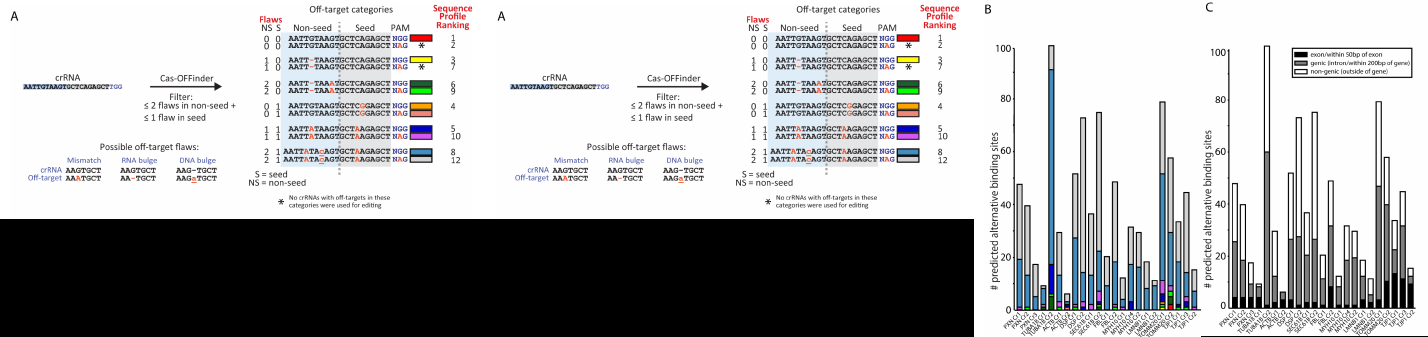 A
Off-target categories
Flaws
NS S
Non-seed
Seed
PAM
Sequence
Profile
Ranking
0 0 AATTGTAAGTGCTCAGAGCT NGG 1
0 0 AATTGTAAGTGCTCAGAGCT NAG * 2
1 0 AATT-TAAGTGCTCAGAGCT NGG 3
1 0 AATT-TAAGTGCTCAGAGCT NAG * 7
2 0 AATT-TAAATGCTCAGAGCT NGG 6
2 0 AATT-TAAATGCTCAGAGCT NAG 9
0 1 AATTGTAAGTGCTCGGAGCT NGG 4
0 1 AATTGTAAGTGCTCGGAGCT NAG
1 1 AATTATAAGTGCTAAGAGCT NGG 5
1 1 AATTATAAGTGCTAAGAGCT NAG 10
2 1 AATTATAcAGTGCTAAGAGCT NGG 8
2 1 AATTATAcAGTGCTAAGAGCT NAG 12
crRNA
AATTGTAAGTGCTCAGAGCTTGG
Cas-OFFinder
Filter:
≤ 2 flaws in non-seed +
≤ 1 flaw in seed
Possible off-target flaws:
Mismatch RNA bulge DNA bulge
crRNA AAGTGCT AAGTGCT AAG-TGCT
Off-target AAATGCT AA-TGCT AAGaTGCT
S = seed
NS = non-seed
* No crRNAs with off-targets in these
categories were used for editing
A
Off-target categories
Flaws
NS S
Non-seed
Seed
PAM
Sequence
Profile
Ranking
0 0 AATTGTAAGTGCTCAGAGCT NGG 1
0 0 AATTGTAAGTGCTCAGAGCT NAG * 2
1 0 AATT-TAAGTGCTCAGAGCT NGG 3
1 0 AATT-TAAGTGCTCAGAGCT NAG * 7
2 0 AATT-TAAATGCTCAGAGCT NGG 6
2 0 AATT-TAAATGCTCAGAGCT NAG 9
0 1 AATTGTAAGTGCTCGGAGCT NGG 4
0 1 AATTGTAAGTGCTCGGAGCT NAG
1 1 AATTATAAGTGCTAAGAGCT NGG 5
1 1 AATTATAAGTGCTAAGAGCT NAG 10
2 1 AATTATAcAGTGCTAAGAGCT NGG 8
2 1 AATTATAcAGTGCTAAGAGCT NAG 12
crRNA
AATTGTAAGTGCTCAGAGCTTGG
Cas-OFFinder
Filter:
≤ 2 flaws in non-seed +
≤ 1 flaw in seed
Possible off-target flaws:
Mismatch RNA bulge DNA bulge
crRNA AAGTGCT AAGTGCT AAG-TGCT
Off-target AAATGCT AA-TGCT AAGaTGCT
S = seed
NS = non-seed
* No crRNAs with off-targets in these
categories were used for editing
B
# predicted alternative binding sites
100
80
60
40
20
0
C
exon/within 50bp of exon
genic (intron/within 200bp of gene)
non-genic (outside of gene)
# predicted alternative binding sites
100
80
60
40
20
0